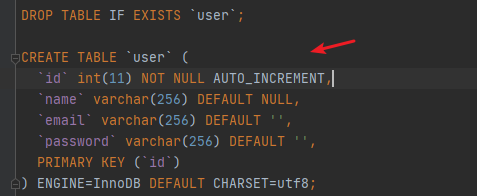 DROP TABLE IF EXISTS `user`;
CREATE TABLE `user` (
`id` int(11) NOT NULL AUTO_INCREMENT,
`name` varchar(256) DEFAULT NULL,
`email` varchar(256) DEFAULT '',
`password` varchar(256) DEFAULT '',
PRIMARY KEY (`id`)
) ENGINE=InnoDB DEFAULT CHARSET=utf8;